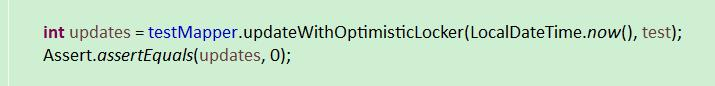 int updates = testMapper.updateWithOptimisticLocker(LocalDateTime.now(), test);
Assert.assertEquals(updates, 0);